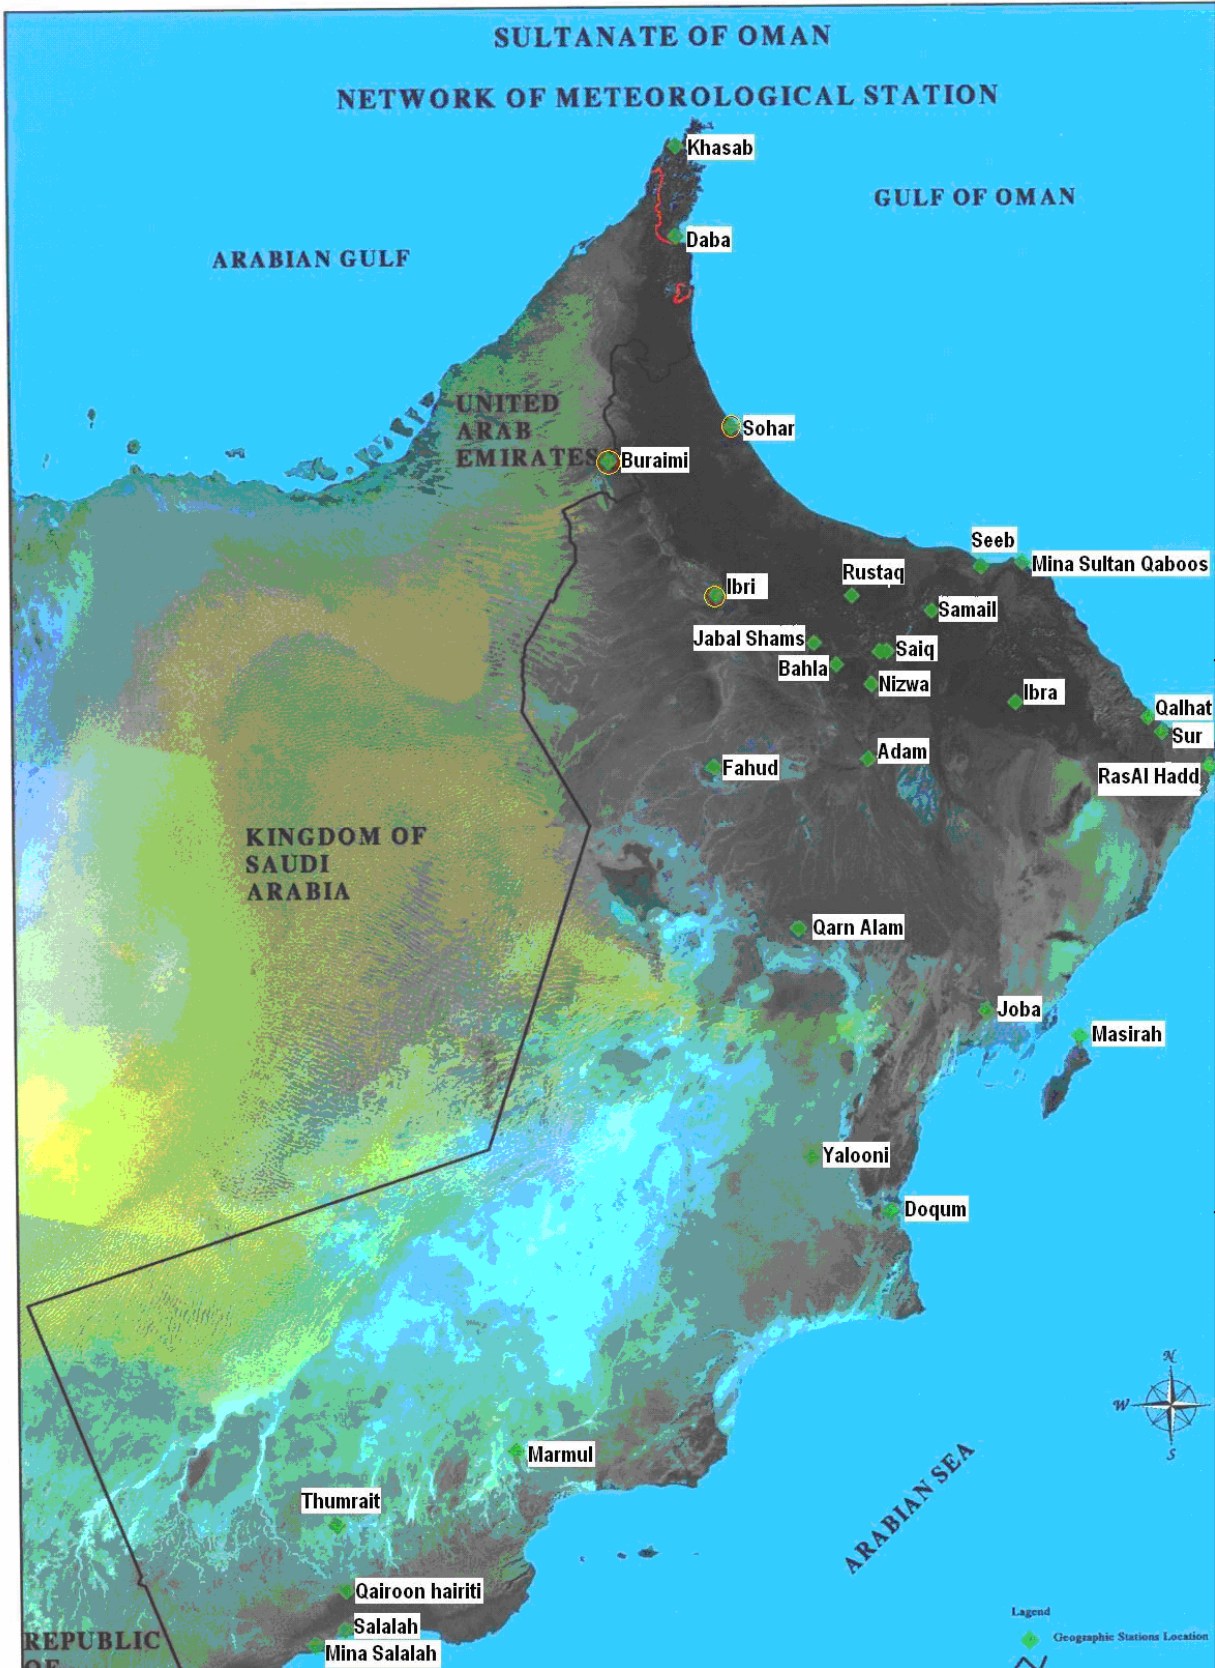 SULTANATE OF OMAN
NETWORK OF METEOROLOGICAL STATION
Khasab
GULF OF OMAN
Daba
ARABIAN GULF
UNITED
ARAB
EMIRATES
Sohar
Buraimi
Seeb
Mina Sultan Qaboos
Rustaq
Ibri
Samail
Jabal Shams
Saiq
Bahla
Nizwa
Ibra
Qalhat
Sur
Adam
Fahud
RasAl Hadd
KINGDOM OF
SAUDI
ARABIA
Qarn Alam
Joba
Masirah
Yalooni
Doqum
N
W
S
Marmul
ARABIAN SEA
Thumrait
Qairoon hairiti
Salalah
Mina Salalah
REPUBLIC
OF
Lagend
Geographic Stations Location